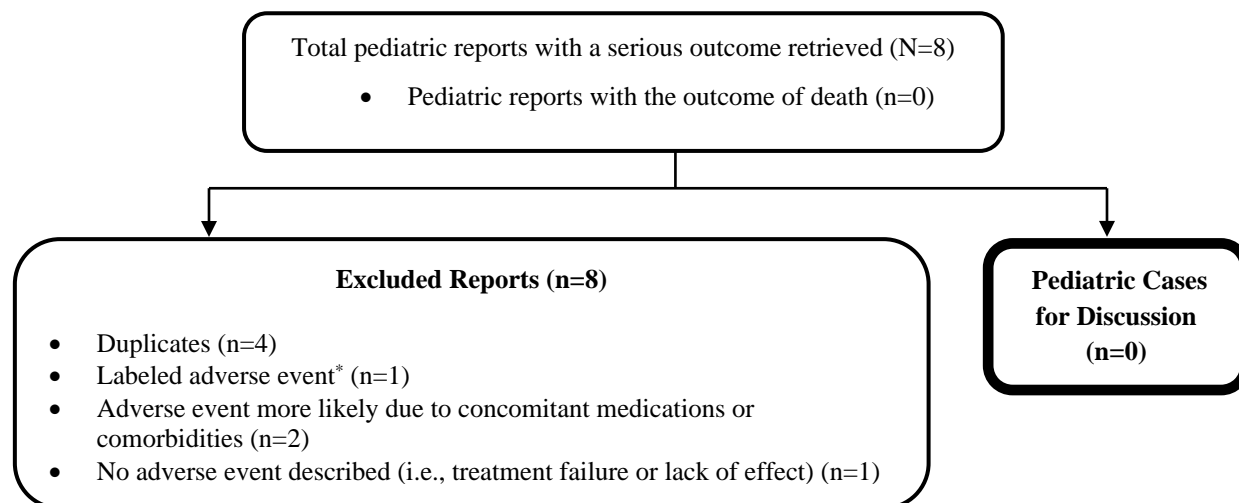 Total pediatric reports with a serious outcome retrieved (N=8)
• Pediatric reports with the outcome of death (n=0)
Excluded Reports (n=8)
• Duplicates (n=4)
• Labeled adverse event* (n=1)
• Adverse event more likely due to concomitant medications or
comorbidities (n=2)
• No adverse event described (i.e., treatment failure or lack of effect) (n=1)
Pediatric Cases
for Discussion
(n=0)